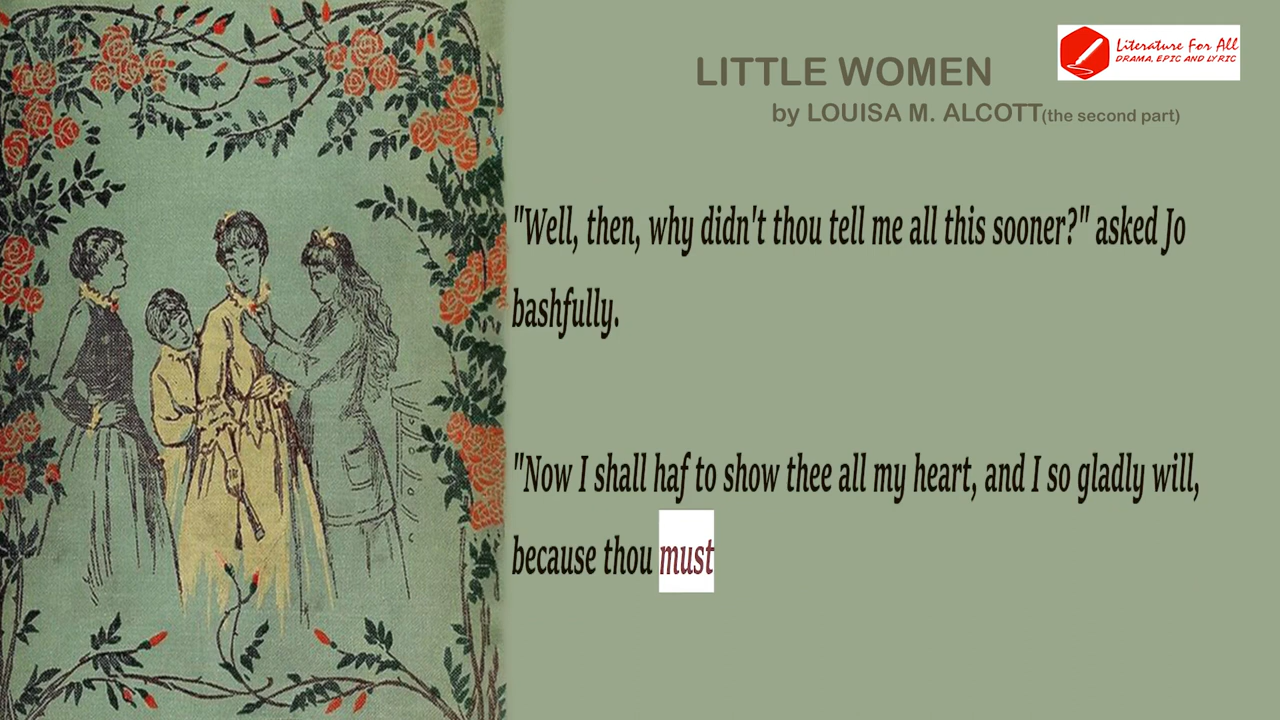 LITTLE WOMEN
by LOUISA M. ALCOTT(the second part)
Literature For All
DRAMA, EPIC AND LYRIC
"Well, then, why didn't thou tell me all this sooner?" asked Jo
bashfully.
"Now I shall haf to show thee all my heart, and I so gladly will,
because thou must